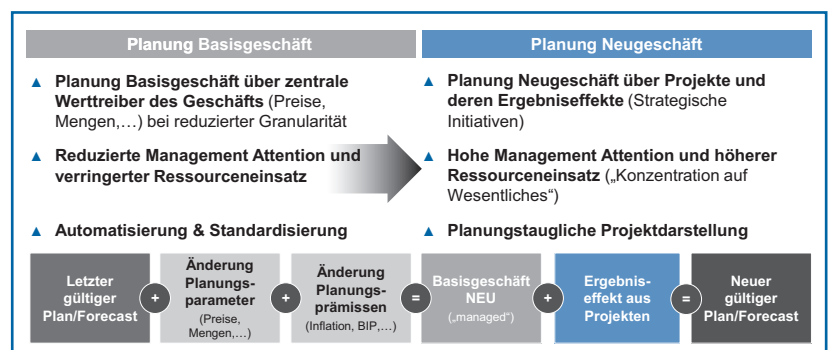 Planung Basisgeschäft
Planung Neugeschäft
▲ Planung Basisgeschäft über zentrale
Werttreiber des Geschäfts (Preise,
Mengen,…) bei reduzierter Granularität
▲ Reduzierte Management Attention und
verringerter Ressourceneinsatz
▲ Automatisierung & Standardisierung
▲ Planung Neugeschäft über Projekte und
deren Ergebniseffekte (Strategische
Initiativen)
▲ Hohe Management Attention und höherer
Ressourceneinsatz („Konzentration auf
Wesentliches“)
▲ Planungstaugliche Projektdarstellung
Letzter
gültiger
Plan/Forecast
+
Änderung
Planungs-
parameter
(Preise,
Mengen,…)
+
Änderung
Planungs-
prämissen
(Inflation, BIP,…)
=
Basisgeschäft
NEU
(„managed“)
+
Ergebnis-
effekt aus
Projekten
=
Neuer
gültiger
Plan/Forecast